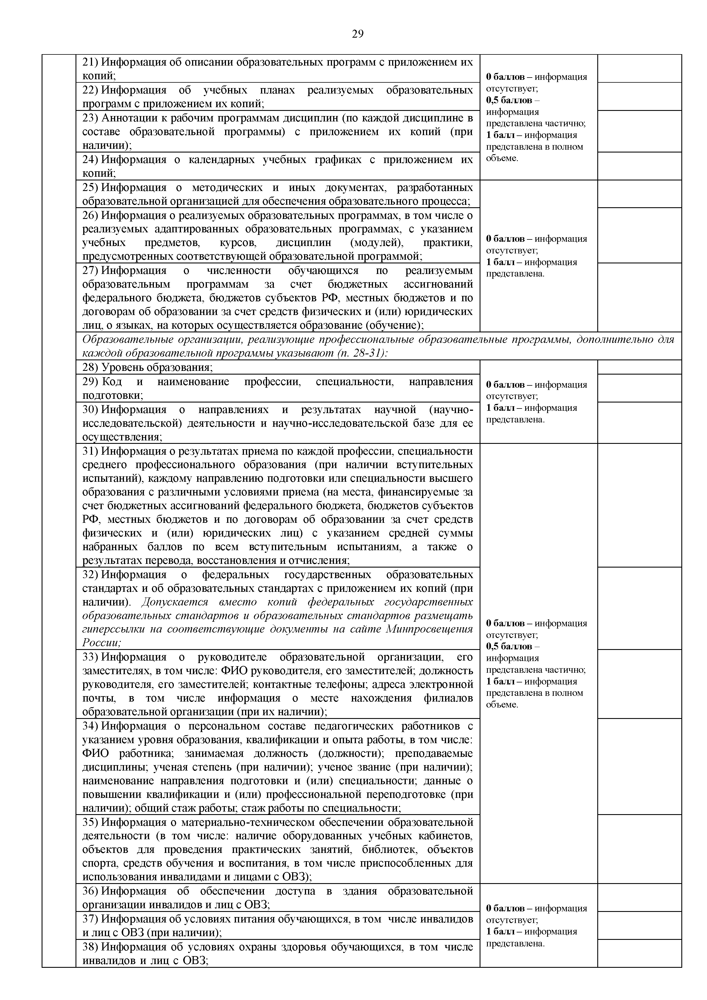 29
21) Информация об описании образовательных программ с приложением их
копий;
22) Информация об учебных планах реализуемых образовательных
программ с приложением их копий;
23) Аннотации к рабочим программам дисциплин (по каждой дисциплине в
составе образовательной программы) с приложением их копий (при
наличии);
24) Информация о календарных учебных графиках с приложением их
копий;
0 баллов – информация
отсутствует;
0,5 баллов –
информация
представлена частично;
1 балл – информация
представлена в полном
объеме.
25) Информация о методических и иных документах, разработанных
образовательной организацией для обеспечения образовательного процесса;
26) Информация о реализуемых образовательных программах, в том числе о
реализуемых адаптированных образовательных программах, с указанием
учебных предметов, курсов, дисциплин (модулей), практики,
предусмотренных соответствующей образовательной программой;
27) Информация о численности обучающихся по реализуемым
образовательным программам за счет бюджетных ассигнований
федерального бюджета, бюджетов субъектов РФ, местных бюджетов и по
договорам об образовании за счет средств физических и (или) юридических
лиц, о языках, на которых осуществляется образование (обучение);
0 баллов – информация
отсутствует;
1 балл – информация
представлена.
Образовательные организации, реализующие профессиональные образовательные программы, дополнительно для
каждой образовательной программы указывают (п. 28-31):
28) Уровень образования;
29) Код и наименование профессии, специальности, направления
подготовки;
30) Информация о направлениях и результатах научной (научно-
исследовательской) деятельности и научно-исследовательской базе для ее
осуществления;
0 баллов – информация
отсутствует;
1 балл – информация
представлена.
31) Информация о результатах приема по каждой профессии, специальности
среднего профессионального образования (при наличии вступительных
испытаний), каждому направлению подготовки или специальности высшего
образования с различными условиями приема (на места, финансируемые за
счет бюджетных ассигнований федерального бюджета, бюджетов субъектов
РФ, местных бюджетов и по договорам об образовании за счет средств
физических и (или) юридических лиц) с указанием средней суммы
набранных баллов по всем вступительным испытаниям, а также о
результатах перевода, восстановления и отчисления;
32) Информация о федеральных государственных образовательных
стандартах и об образовательных стандартах с приложением их копий (при
наличии). Допускается вместо копий федеральных государственных
образовательных стандартов и образовательных стандартов размещать
гиперссылки на соответствующие документы на сайте Минпросвещения
России;
33) Информация о руководителе образовательной организации, его
заместителях, в том числе: ФИО руководителя, его заместителей; должность
руководителя, его заместителей; контактные телефоны; адреса электронной
почты, в том числе информация о месте нахождения филиалов
образовательной организации (при их наличии);
34) Информация о персональном составе педагогических работников с
указанием уровня образования, квалификации и опыта работы, в том числе:
ФИО работника; занимаемая должность (должности); преподаваемые
дисциплины; ученая степень (при наличии); ученое звание (при наличии);
наименование направления подготовки и (или) специальности; данные о
повышении квалификации и (или) профессиональной переподготовке (при
наличии); общий стаж работы; стаж работы по специальности;
35) Информация о материально-техническом обеспечении образовательной
деятельности (в том числе: наличие оборудованных учебных кабинетов,
объектов для проведения практических занятий, библиотек, объектов
спорта, средств обучения и воспитания, в том числе приспособленных для
использования инвалидами и лицами с ОВЗ);
0 баллов – информация
отсутствует;
0,5 баллов –
информация
представлена частично;
1 балл – информация
представлена в полном
объеме.
36) Информация об обеспечении доступа в здания образовательной
организации инвалидов и лиц с ОВЗ;
37) Информация об условиях питания обучающихся, в том числе инвалидов
и лиц с ОВЗ (при наличии);
38) Информация об условиях охраны здоровья обучающихся, в том числе
инвалидов и лиц с ОВЗ;
0 баллов – информация
отсутствует;
1 балл – информация
представлена.